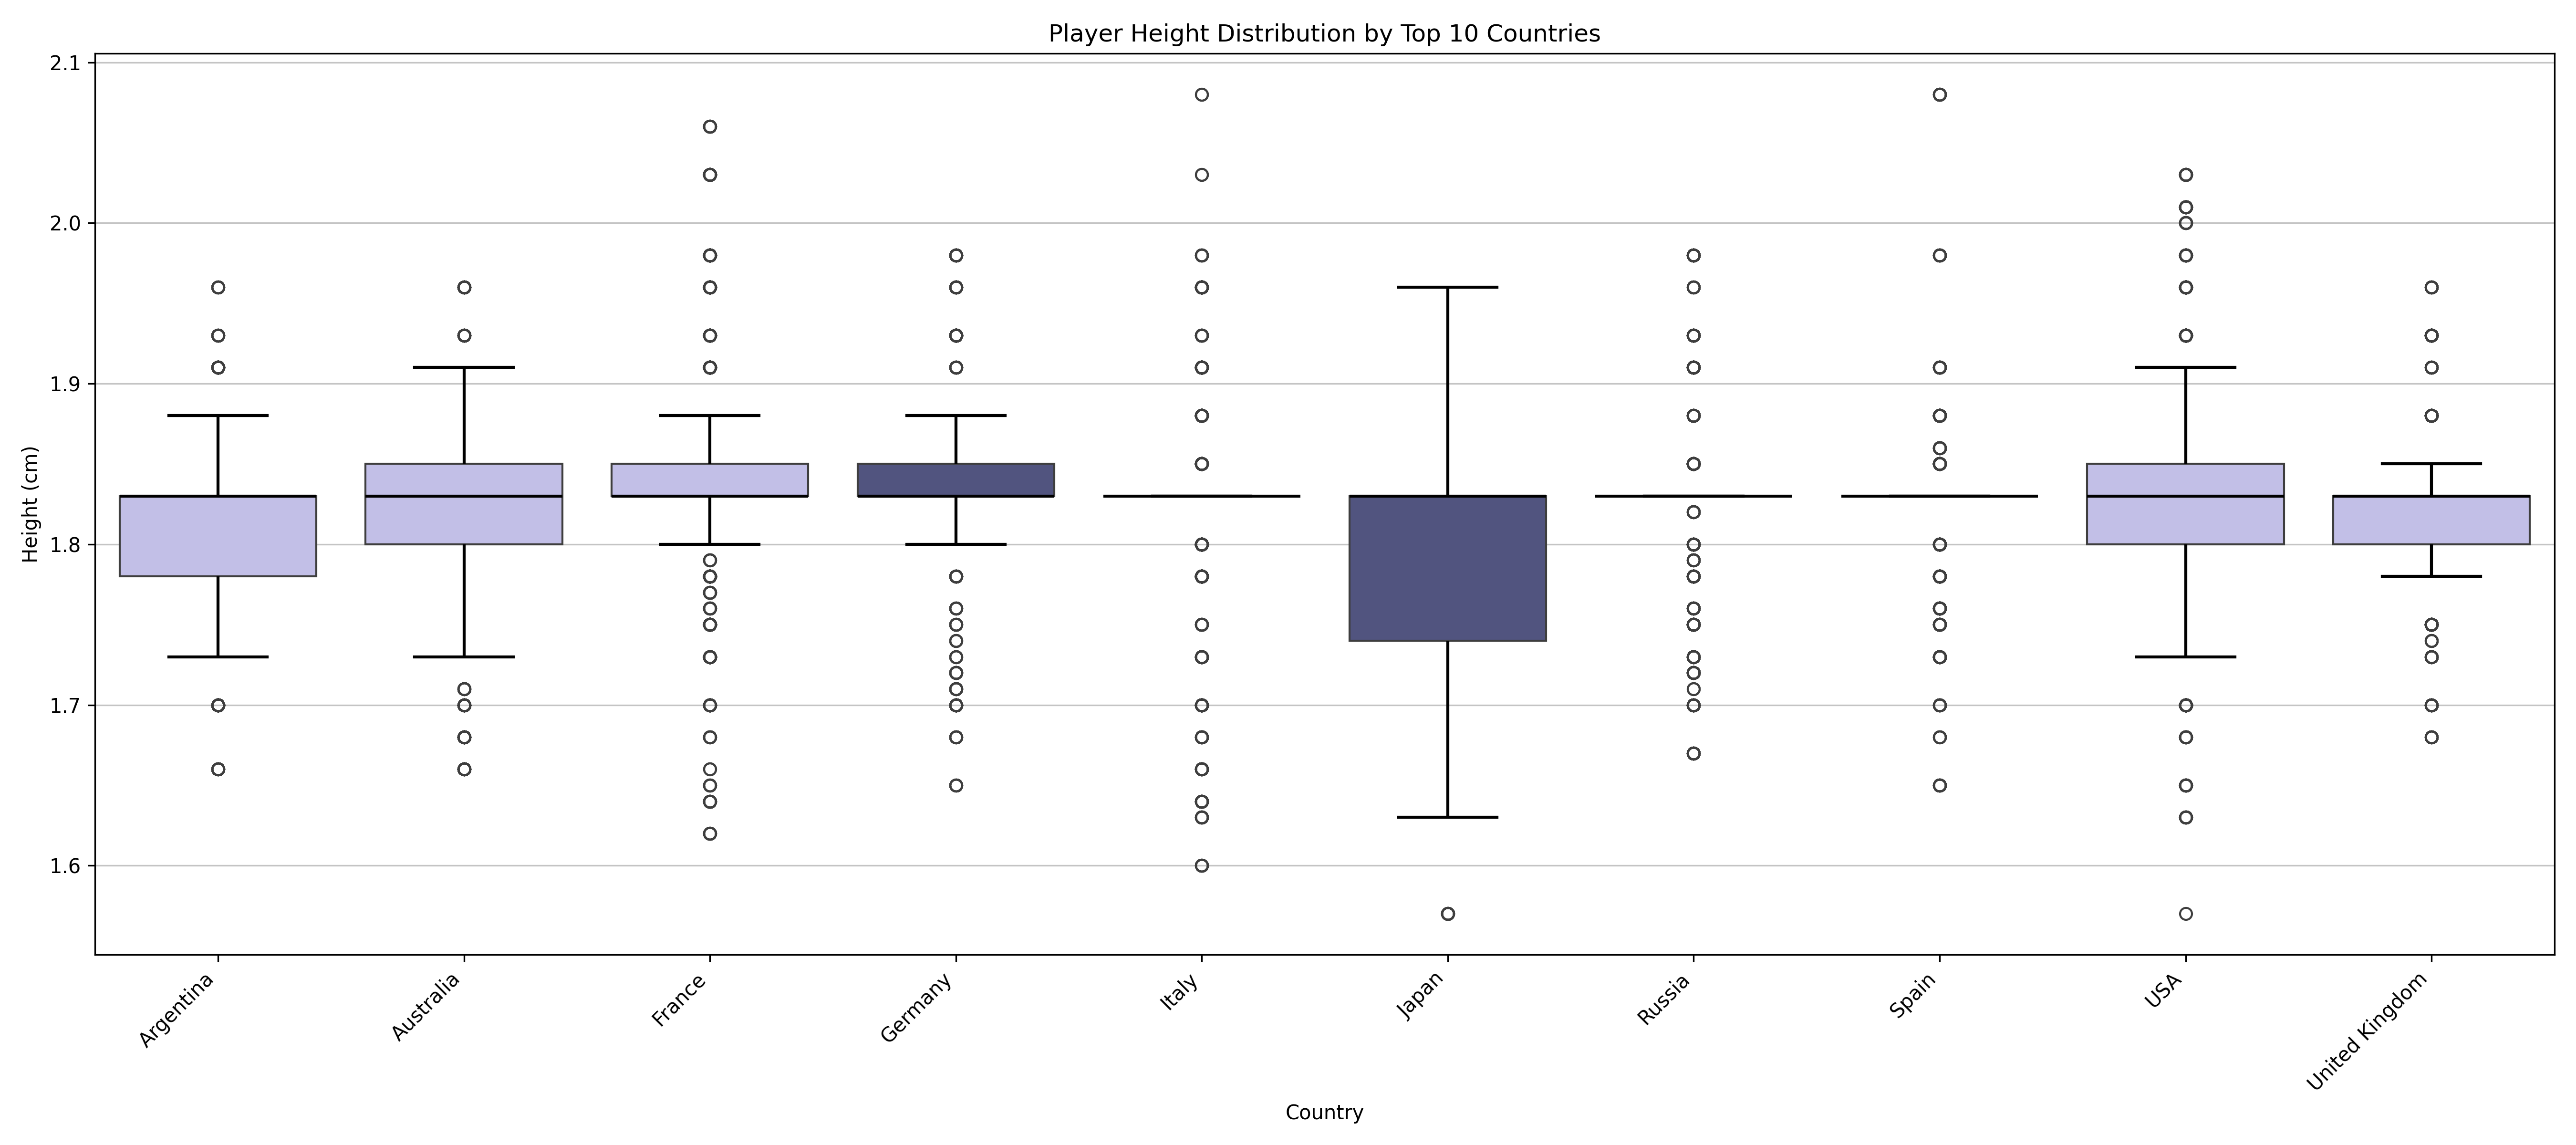 Player Height Distribution by Top 10 Countries
Height (cm)
2.1
2.0
1.9
1.8
1.7
1.6
Argentina
Australia
France
Germany
Italy
Japan
Russia
Spain
USA
United Kingdom
Country